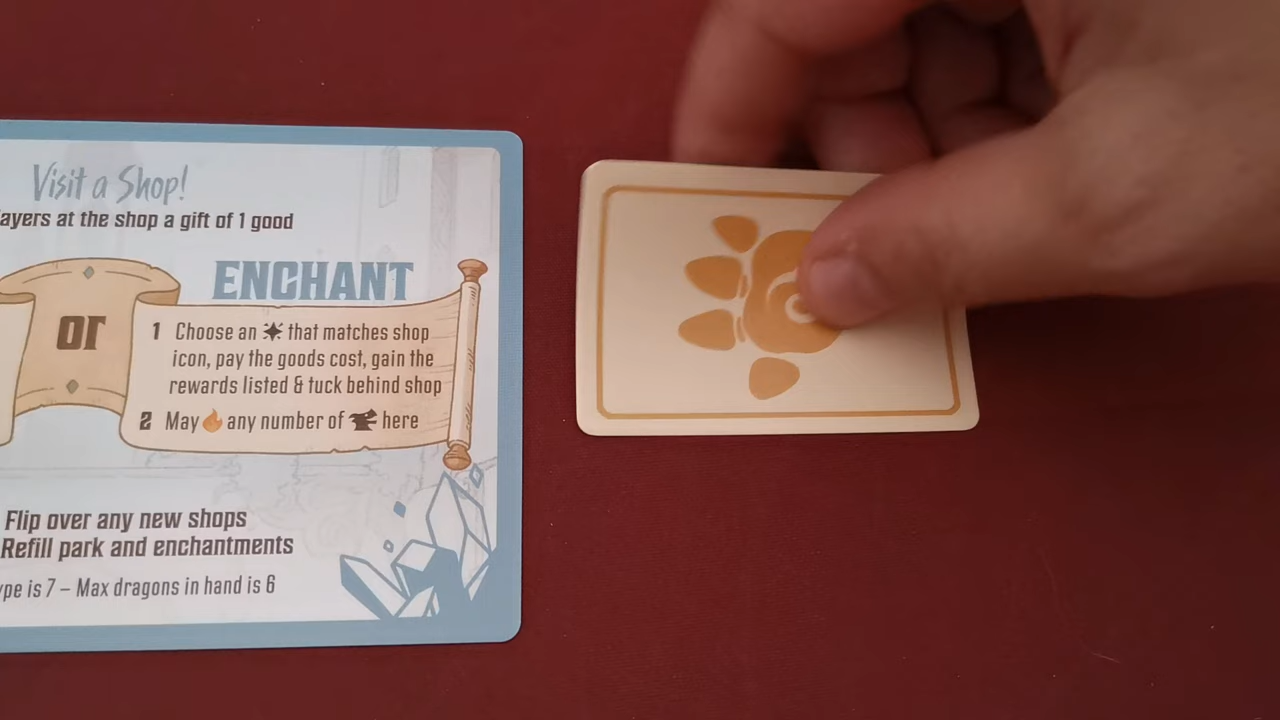 Visit a Shop!
ayers at the shop a gift of 1 good
or
ENCHANT
1 Choose an that matches shop
icon, pay the goods cost, gain the
rewards listed & tuck behind shop
2 May any number of here
Flip over any new shops
Refill park and enchantments
ype is 7 – Max dragons in hand is 6